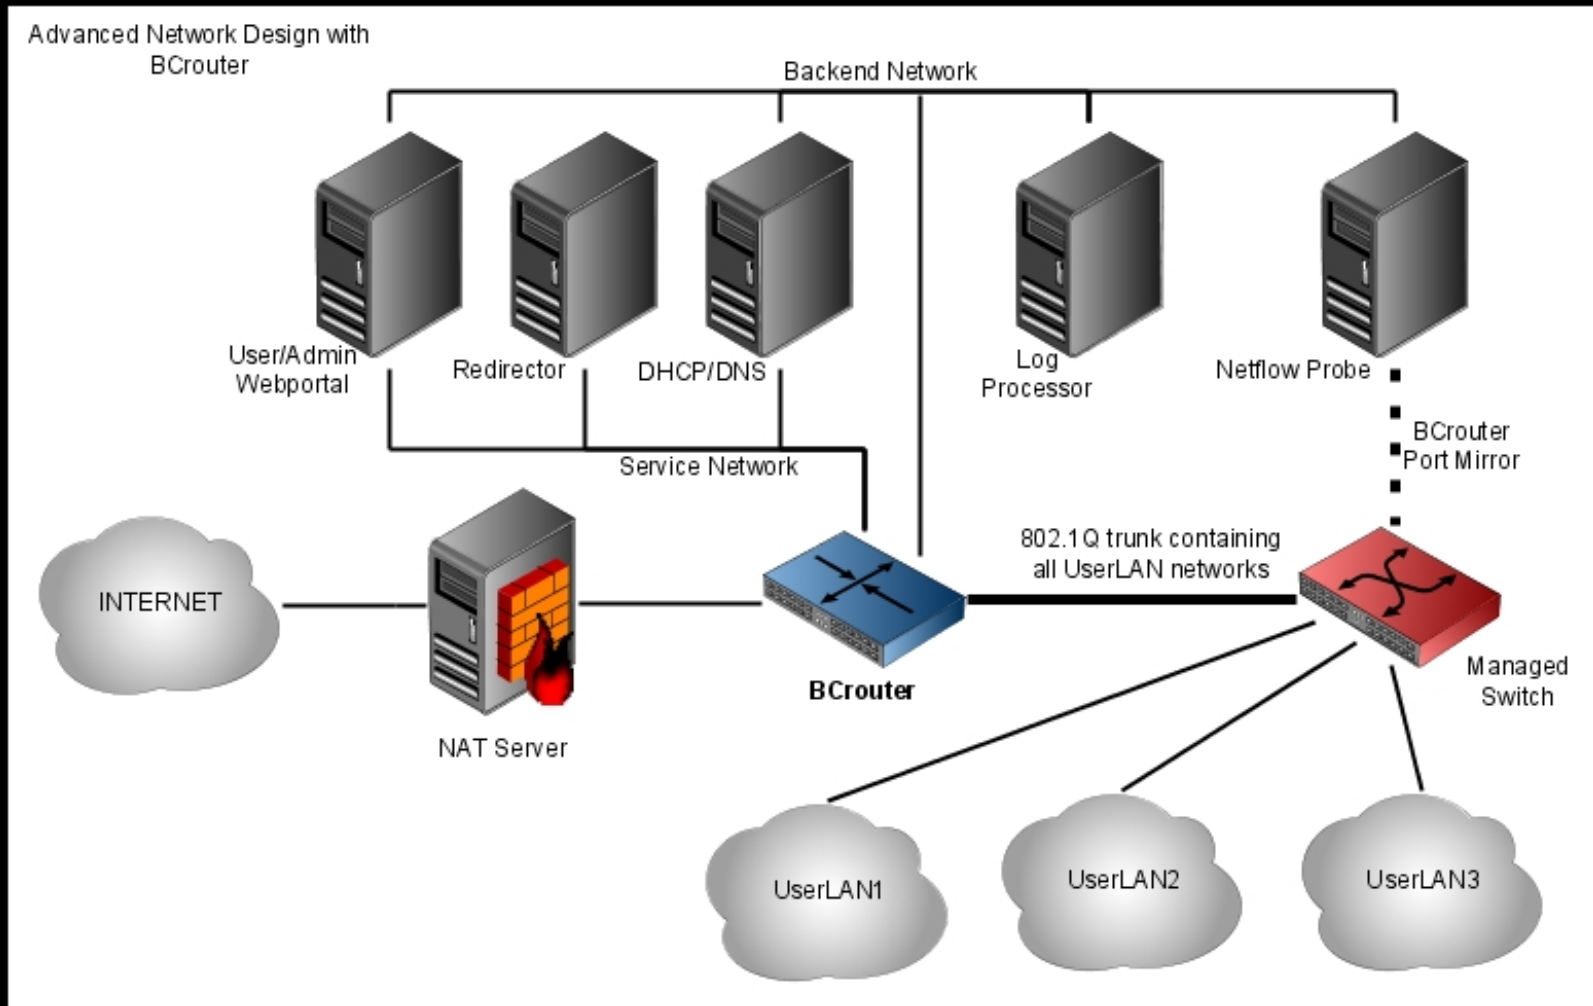 Advanced Network Design with
BCrouter
Backend Network
User/Admin
Webportal
Redirector
DHCP/DNS
Log
Processor
Netflow Probe
BCrouter
Port Mirror
Service Network
802.1Q trunk containing
all UserLAN networks
INTERNET
NAT Server
BCrouter
Managed
Switch
UserLAN1
UserLAN2
UserLAN3